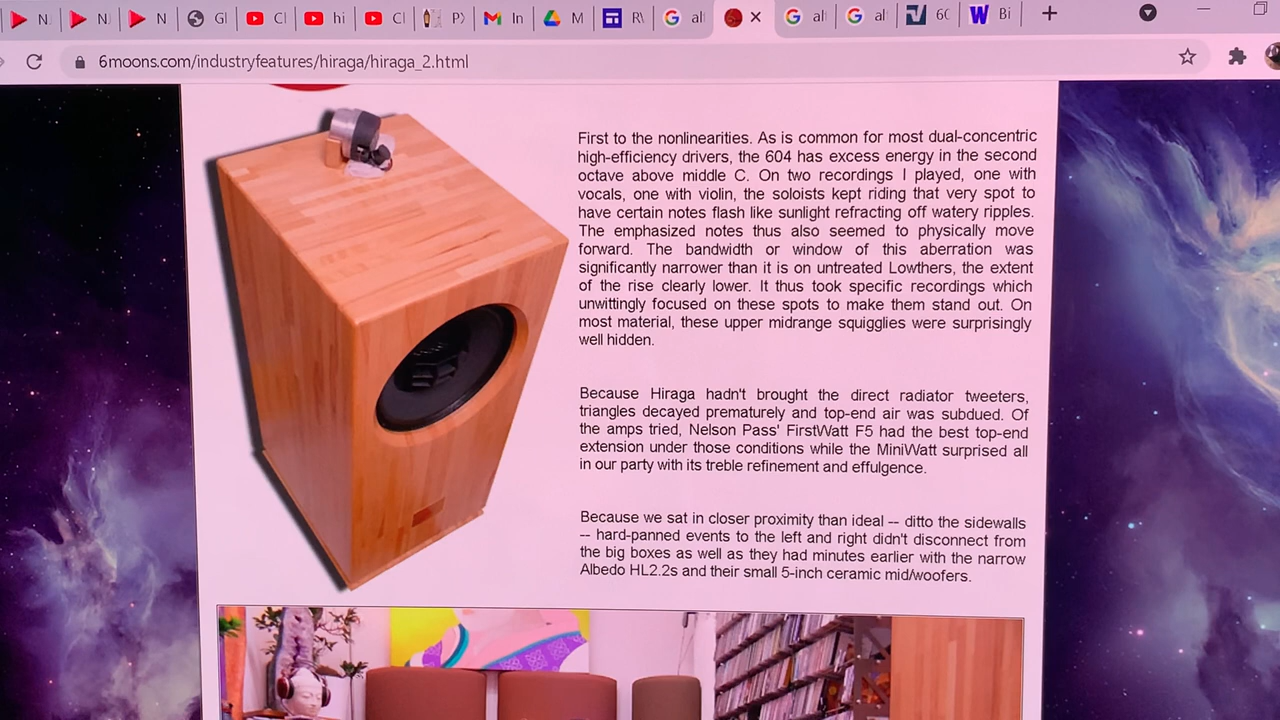 N
N
N
Gl
Cl
hi
Cl
P
In
M
R\
al
al
al
6C
Bi
6moons.com/industryfeatures/hiraga/hiraga_2.html
First to the nonlinearities. As is common for most dual-concentric
high-efficiency drivers, the 604 has excess energy in the second
octave above middle C. On two recordings I played, one with
vocals, one with violin, the soloists kept riding that very spot to
have certain notes flash like sunlight refracting off watery ripples.
The emphasized notes thus also seemed to physically move
forward. The bandwidth or window of this aberration was
significantly narrower than it is on untreated Lowthers, the extent
of the rise clearly lower. It thus took specific recordings which
unwittingly focused on these spots to make them stand out. On
most material, these upper midrange squigglies were surprisingly
well hidden.
Because Hiraga hadn't brought the direct radiator tweeters,
triangles decayed prematurely and top-end air was subdued. Of
the amps tried, Nelson Pass' FirstWatt F5 had the best top-end
extension under those conditions while the MiniWatt surprised all
in our party with its treble refinement and effulgence.
Because we sat in closer proximity than ideal -- ditto the sidewalls
-- hard-panned events to the left and right didn't disconnect from
the big boxes as well as they had minutes earlier with the narrow
Albedo HL2.2s and their small 5-inch ceramic mid/woofers.